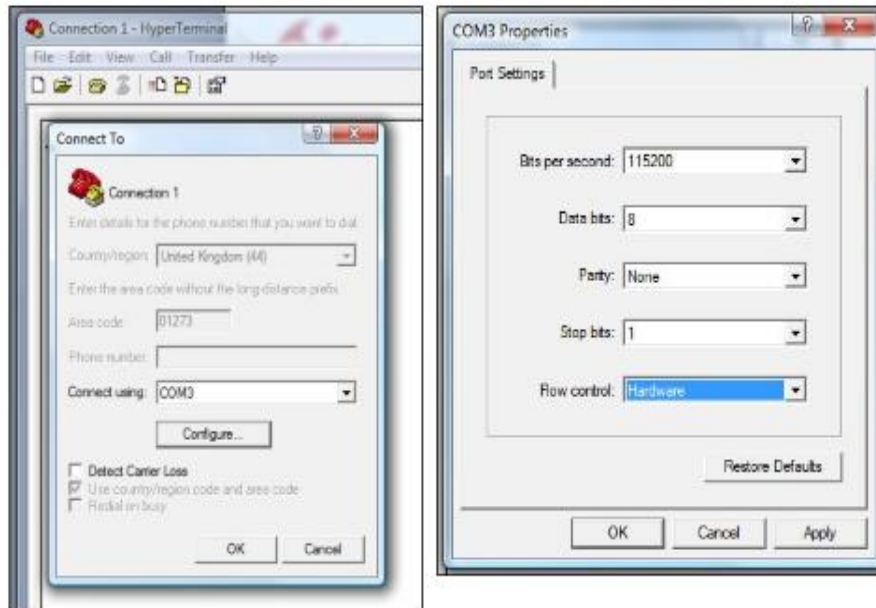 Connection 1 - HyperTerminal
File Edit View Call Transfer Help
Connect To
Connection 1
Enter details for the phone number that you want to dial:
Country/region: United Kingdom (44)
Enter the area code without the long-distance prefix.
Area code: 01273
Phone number:
Connect using: COM3
Configure...
Detect Carrier Loss
Use country/region code and area code
Redial on busy
OK Cancel
COM3 Properties
Port Settings
Bits per second: 115200
Data bits: 8
Parity: None
Stop bits: 1
Flow control: Hardware
Restore Defaults
OK Cancel Apply